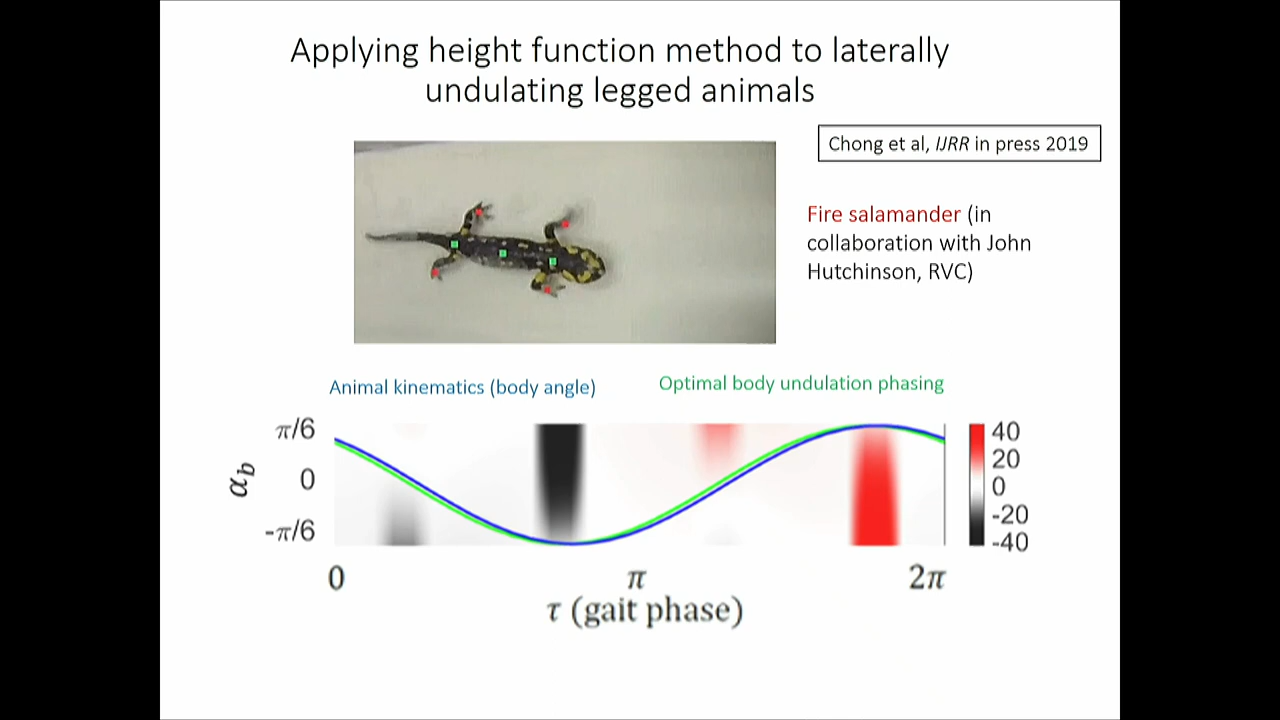 Applying height function method to laterally
undulating legged animals
Chong et al, IJRR in press 2019
Fire salamander (in
collaboration with John
Hutchinson, RVC)
Animal kinematics (body angle)
Optimal body undulation phasing
π/6
0
-π/6
α_b
0
π
2π
τ (gait phase)
40
20
0
-20
-40